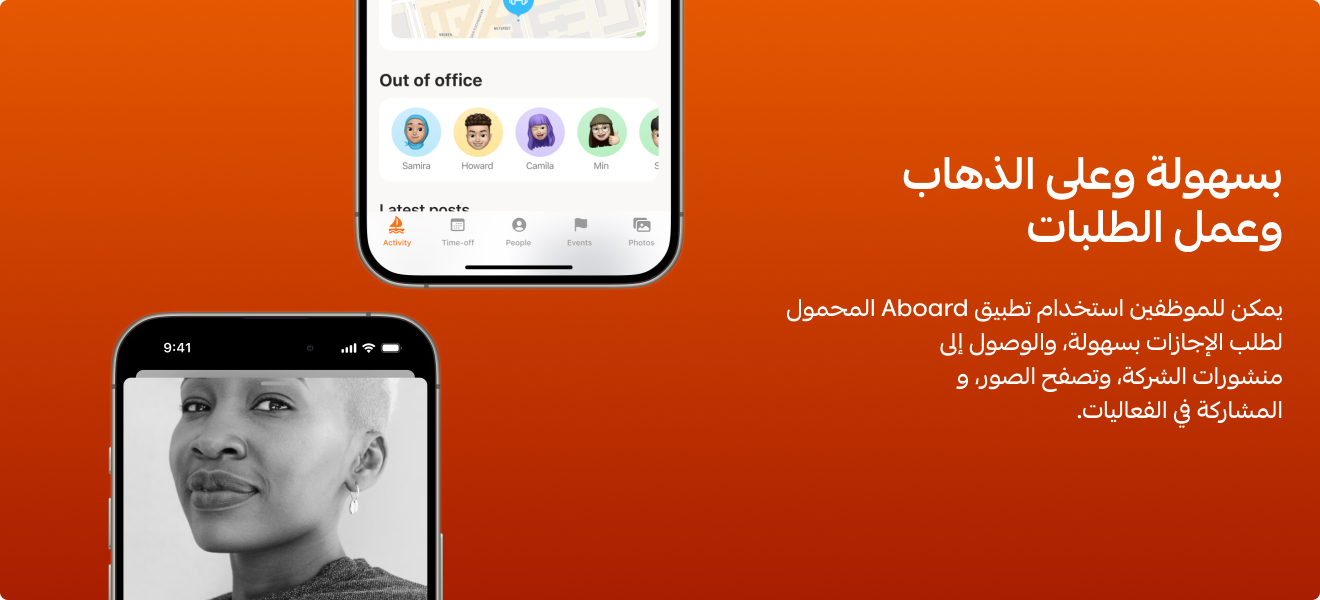 Out of office
Samira
Howard
Camila
Min
Latest posts
Activity
Time-off
People
Events
Photos
9:41
بسهولة وعلى الذهاب
وعمل الطلبات
يمكن للموظفين استخدام تطبيق Aboard المحمول
لطلب الإجازات بسهولة، والوصول إلى
منشورات الشركة، وتصفح الصور، و
المشاركة في الفعاليات.